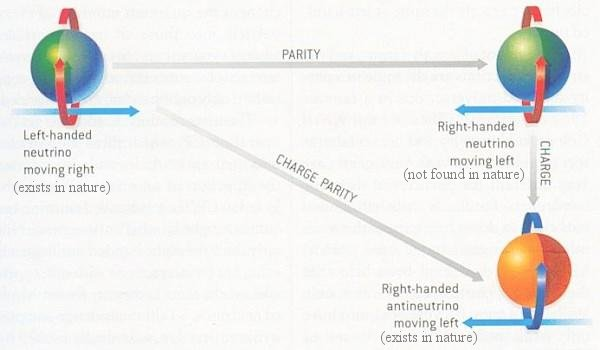 PARITY
Left-handed
neutrino
moving right
(exists in nature)
Right-handed
neutrino
moving left
(not found in nature)
CHARGE
CHARGE PARITY
Right-handed
antineutrino
moving left
(exists in nature)